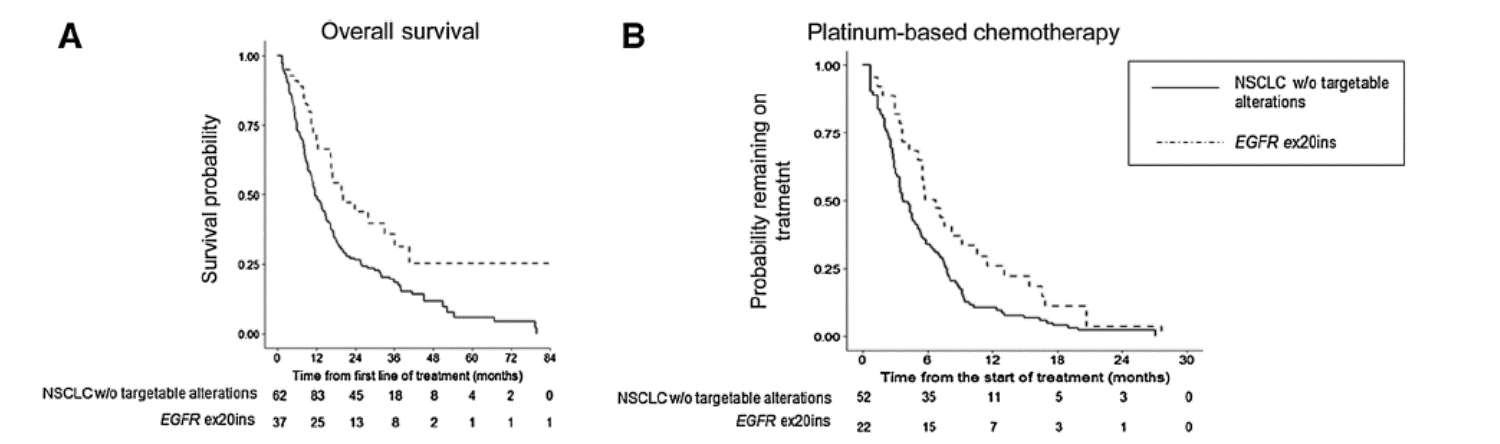 A
Overall survival
Survival probability
1.00
0.75
0.50
0.25
0.00
0 12 24 36 48 60 72 84
Time from first line of treatment (months)
NSCLC w/o targetable alterations 62 83 45 18 8 4 2 0
EGFR ex20ins 37 25 13 8 2 1 1 1
B
Platinum-based chemotherapy
Probability remaining on
tratmetnt
1.00
0.75
0.50
0.25
0.00
0 6 12 18 24 30
Time from the start of treatment (months)
NSCLC w/o targetable alterations 52 35 11 5 3 0
EGFR ex20ins 22 15 7 3 1 0
NSCLC w/o targetable
alterations
EGFR ex20ins